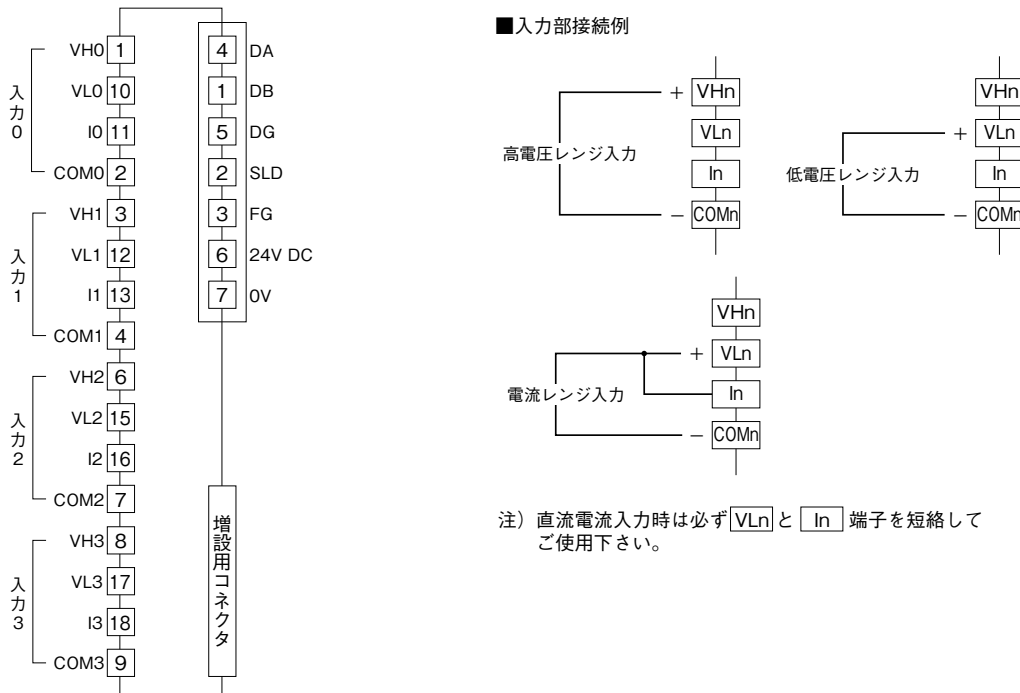 VH0 1
VL0 10
I0 11
COM0 2
入力0
VH1 3
VL1 12
I1 13
COM1 4
入力1
VH2 6
VL2 15
I2 16
COM2 7
入力2
VH3 8
VL3 17
I3 18
COM3 9
入力3
4 DA
1 DB
5 DG
2 SLD
3 FG
6 24V DC
7 0V
増設用コネクタ
■入力部接続例
高電圧レンジ入力
+ VHn
VLn
In
− COMn
低電圧レンジ入力
VHn
+ VLn
In
− COMn
電流レンジ入力
VHn
+ VLn
In
− COMn
注）直流電流入力時は必ず VLn と In 端子を短絡して
ご使用下さい。